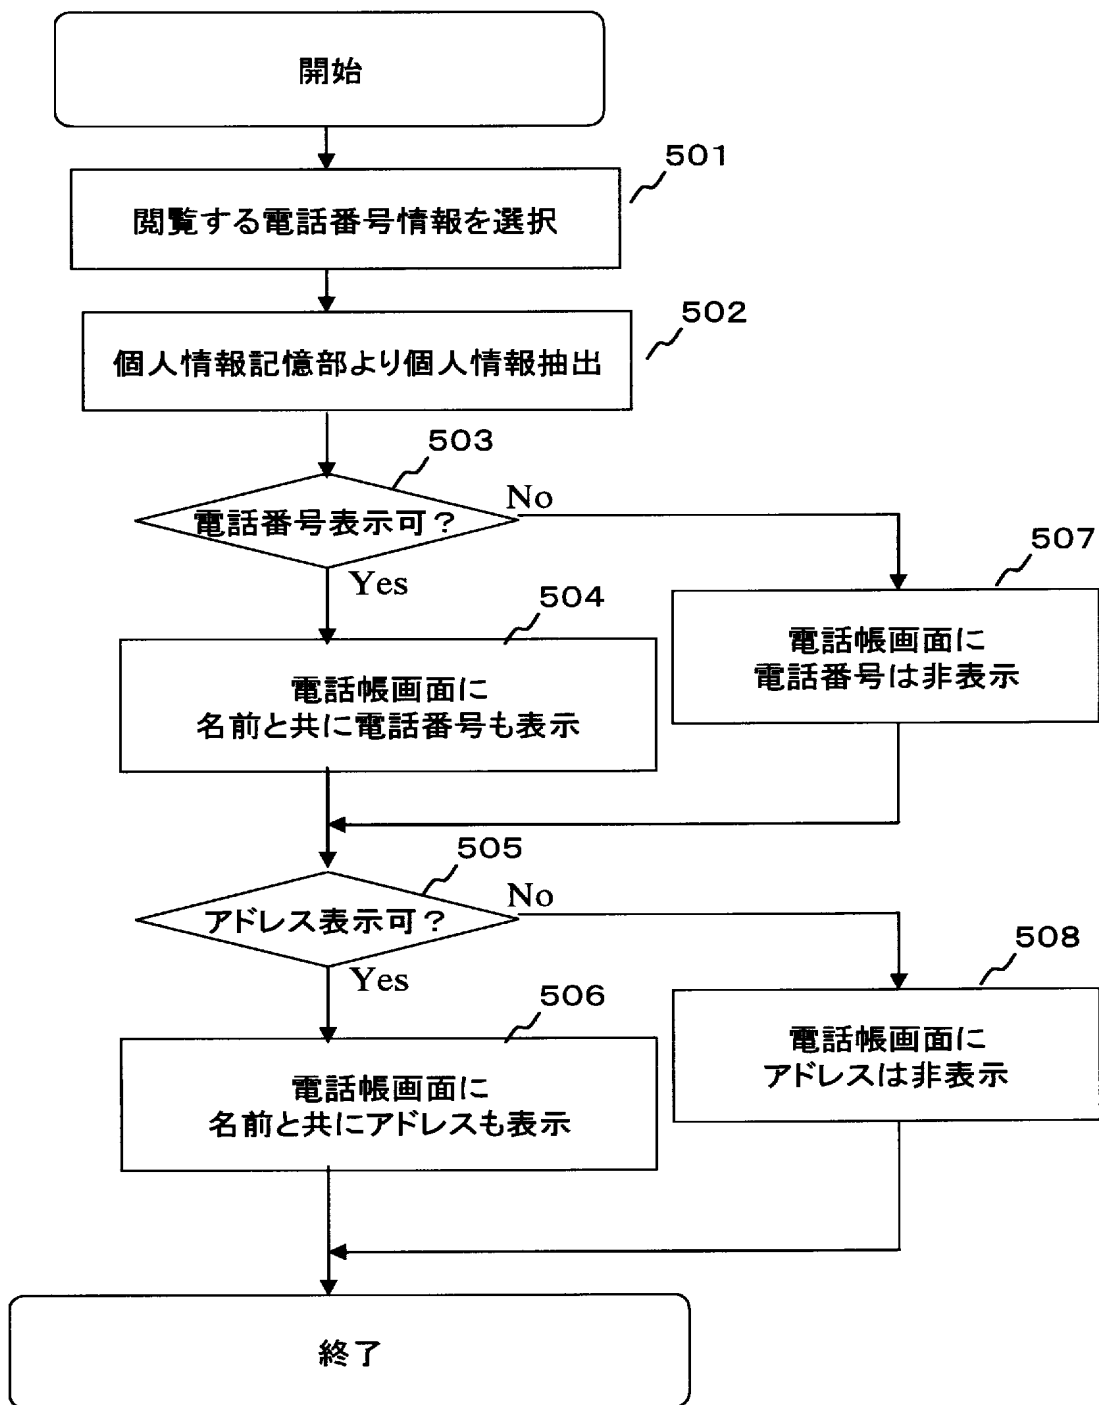 開始
501
閲覧する電話番号情報を選択
502
個人情報記憶部より個人情報抽出
503
電話番号表示可？
No
Yes
504
電話帳画面に
名前と共に電話番号も表示
507
電話帳画面に
電話番号は非表示
505
アドレス表示可？
No
Yes
506
電話帳画面に
名前と共にアドレスも表示
508
電話帳画面に
アドレスは非表示
終了